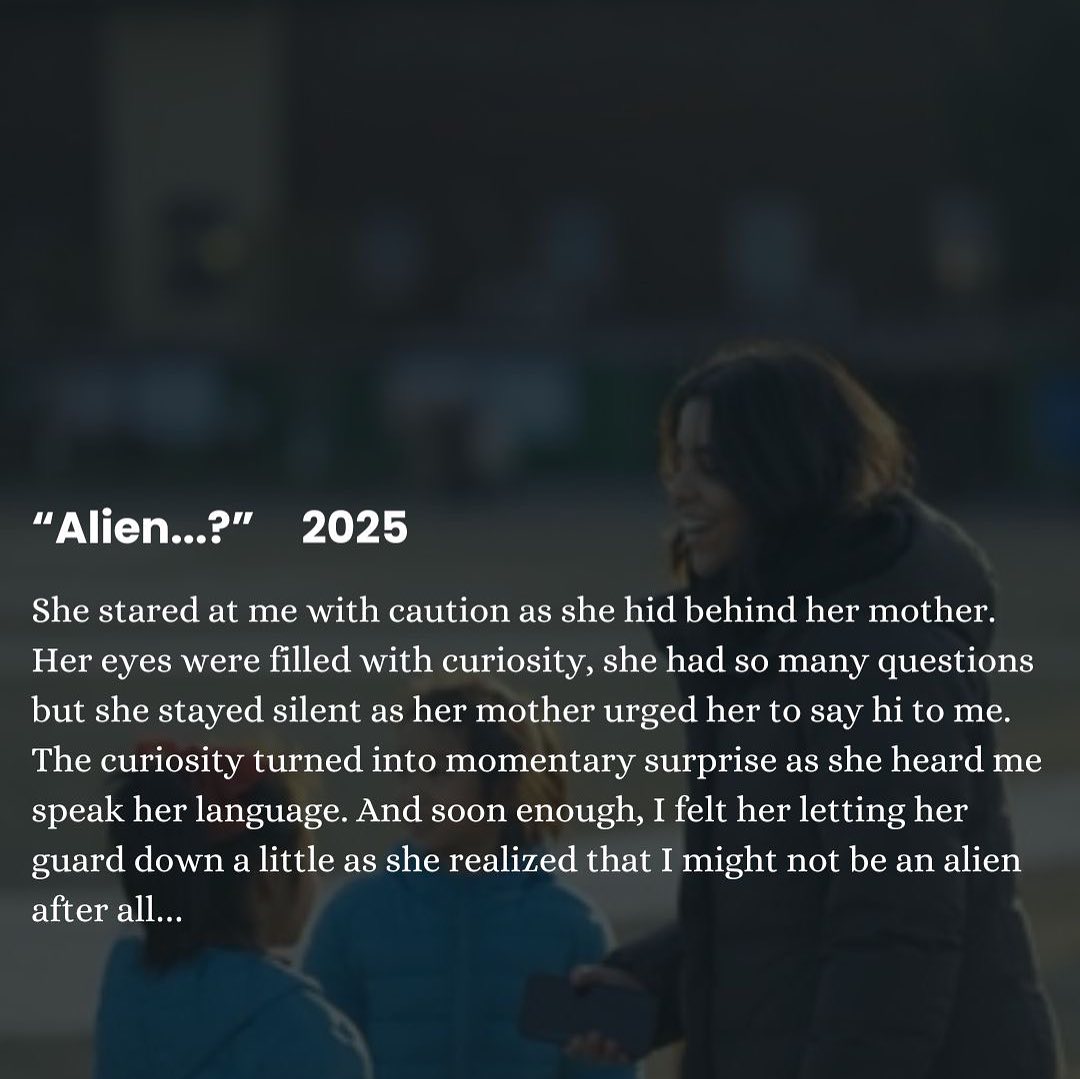 “Alien...?” 2025
She stared at me with caution as she hid behind her mother.
Her eyes were filled with curiosity, she had so many questions
but she stayed silent as her mother urged her to say hi to me.
The curiosity turned into momentary surprise as she heard me
speak her language. And soon enough, I felt her letting her
guard down a little as she realized that I might not be an alien
after all...